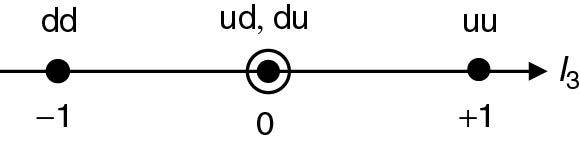 dd ud, du uu
I3
−1 0 +1